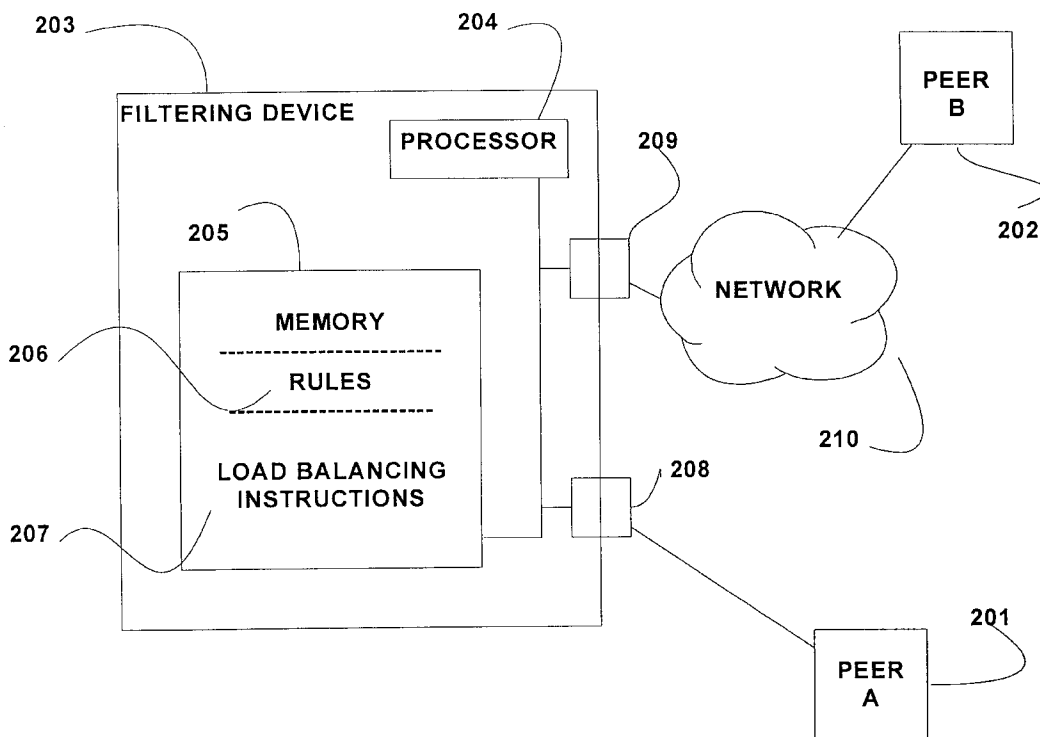 203
204
FILTERING DEVICE
PROCESSOR
209
PEER
B
205
202
NETWORK
MEMORY
206
RULES
210
LOAD BALANCING
INSTRUCTIONS
208
207
201
PEER
A